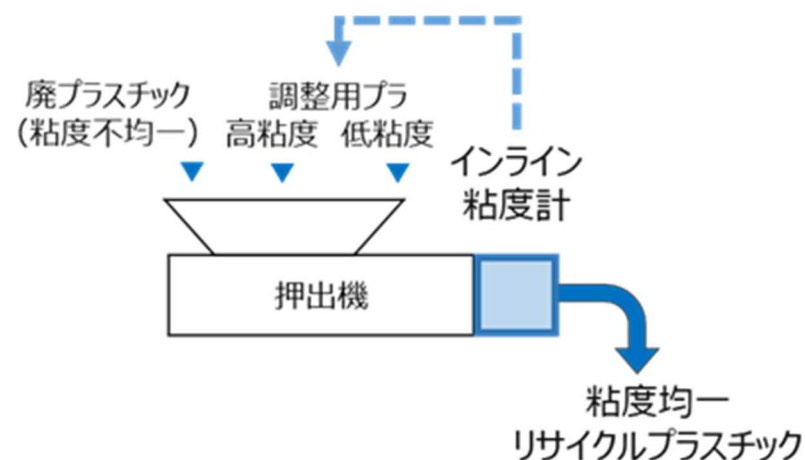 廃プラスチック
(粘度不均一)
調整用プラ
高粘度 低粘度
インライン
粘度計
押出機
粘度均一
リサイクルプラスチック